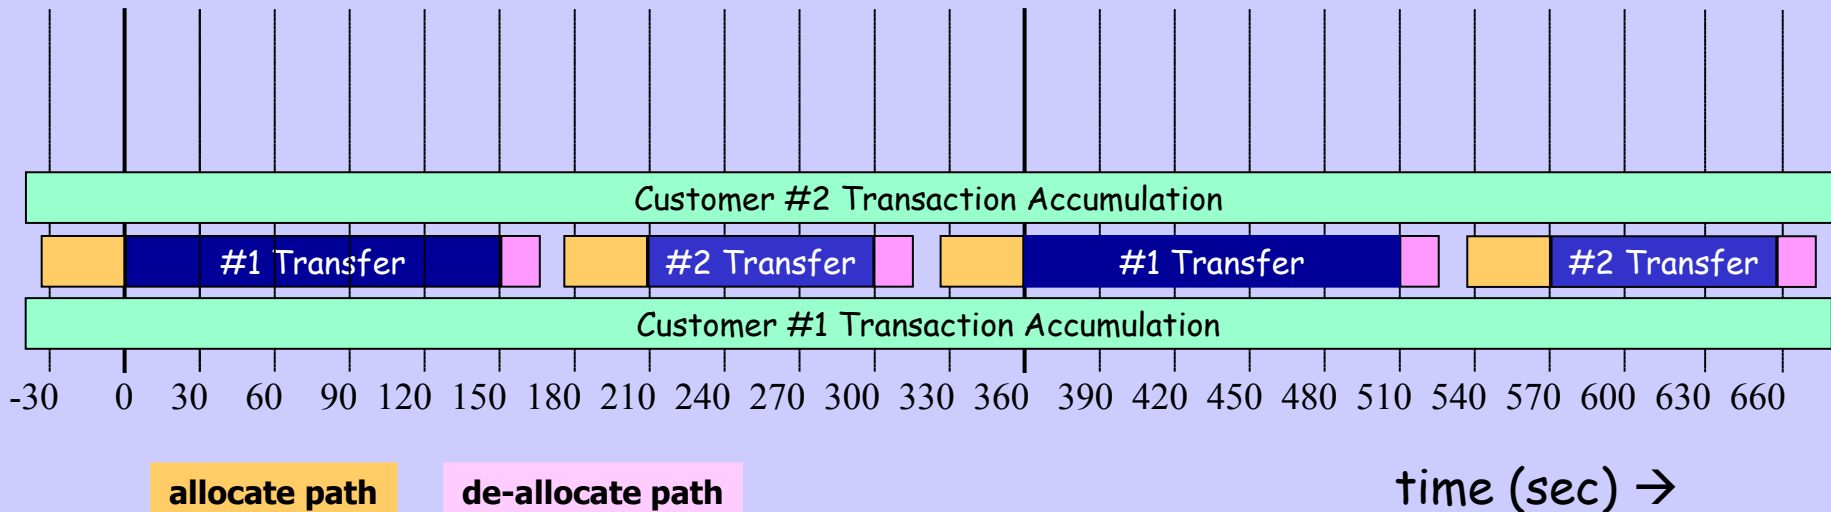 Customer #2 Transaction Accumulation
#1 Transfer #2 Transfer #1 Transfer #2 Transfer
Customer #1 Transaction Accumulation
-30 0 30 60 90 120 150 180 210 240 270 300 330 360 390 420 450 480 510 540 570 600 630 660
allocate path de-allocate path time (sec) →